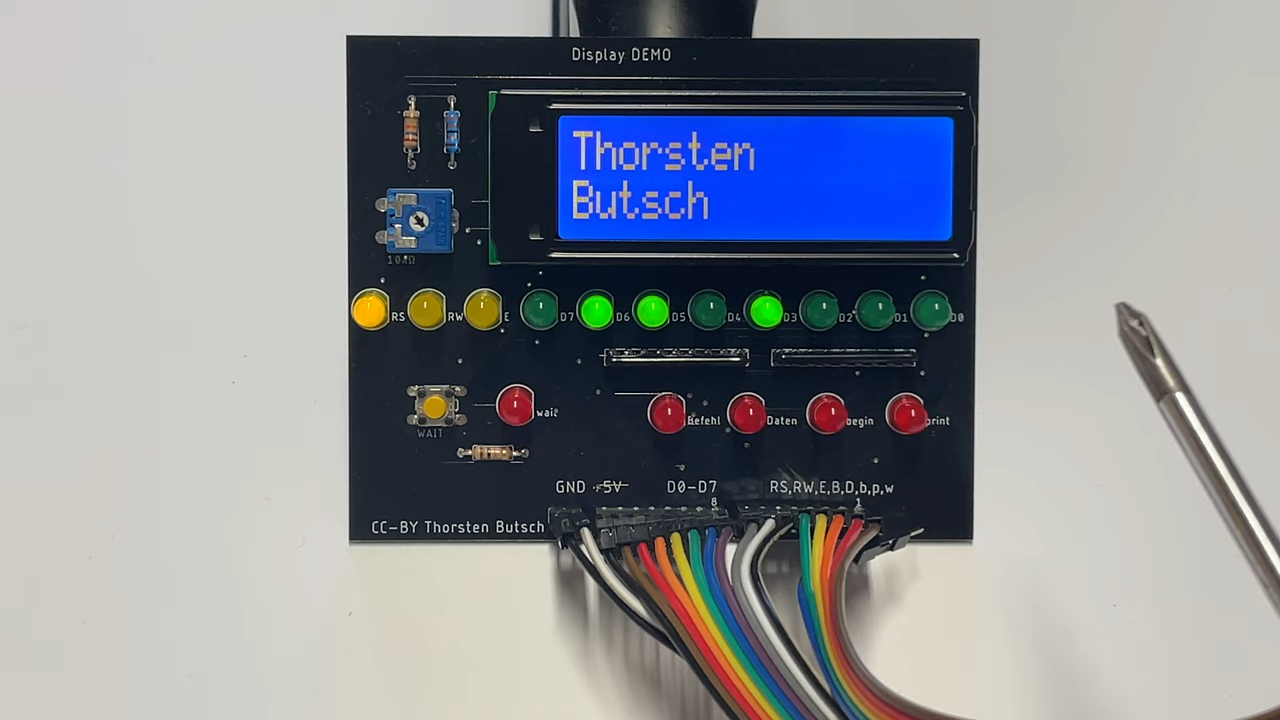 Display DEMO
Thorsten
Butsch
10kΩ
RS RW E D7 D6 D5 D4 D3 D2 D1 D0
WAIT wait Befehl Daten begin print
GND +5V D0-D7 RS,RW,E,B,D,b,p,w
8 1
CC-BY Thorsten Butsch